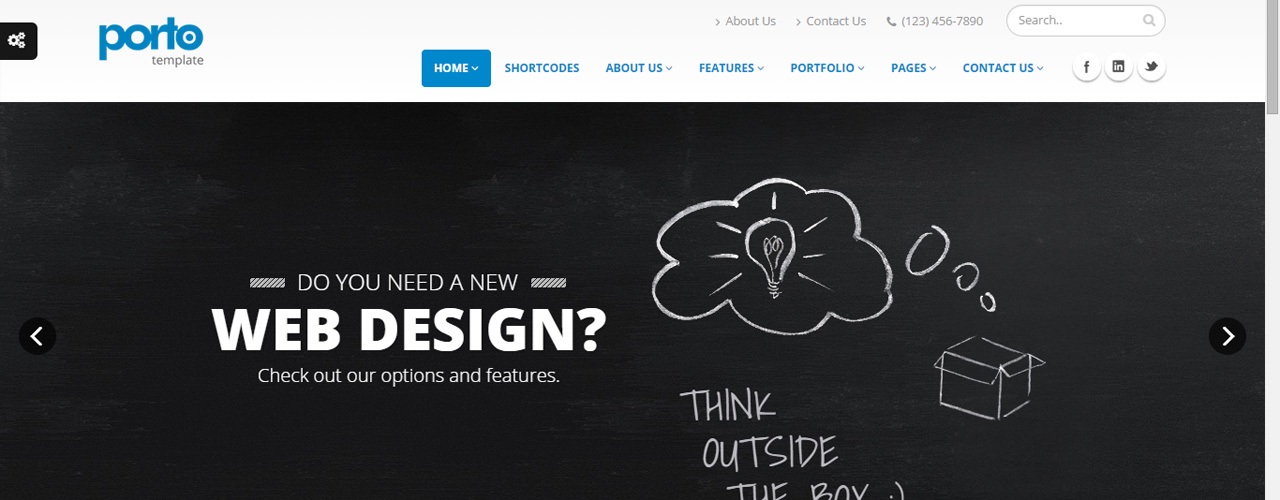 porto
template
About Us
Contact Us
(123) 456-7890
Search..
HOME
SHORTCODES
ABOUT US
FEATURES
PORTFOLIO
PAGES
CONTACT US
DO YOU NEED A NEW
WEB DESIGN?
Check out our options and features.
THINK
OUTSIDE
THE BOX :)